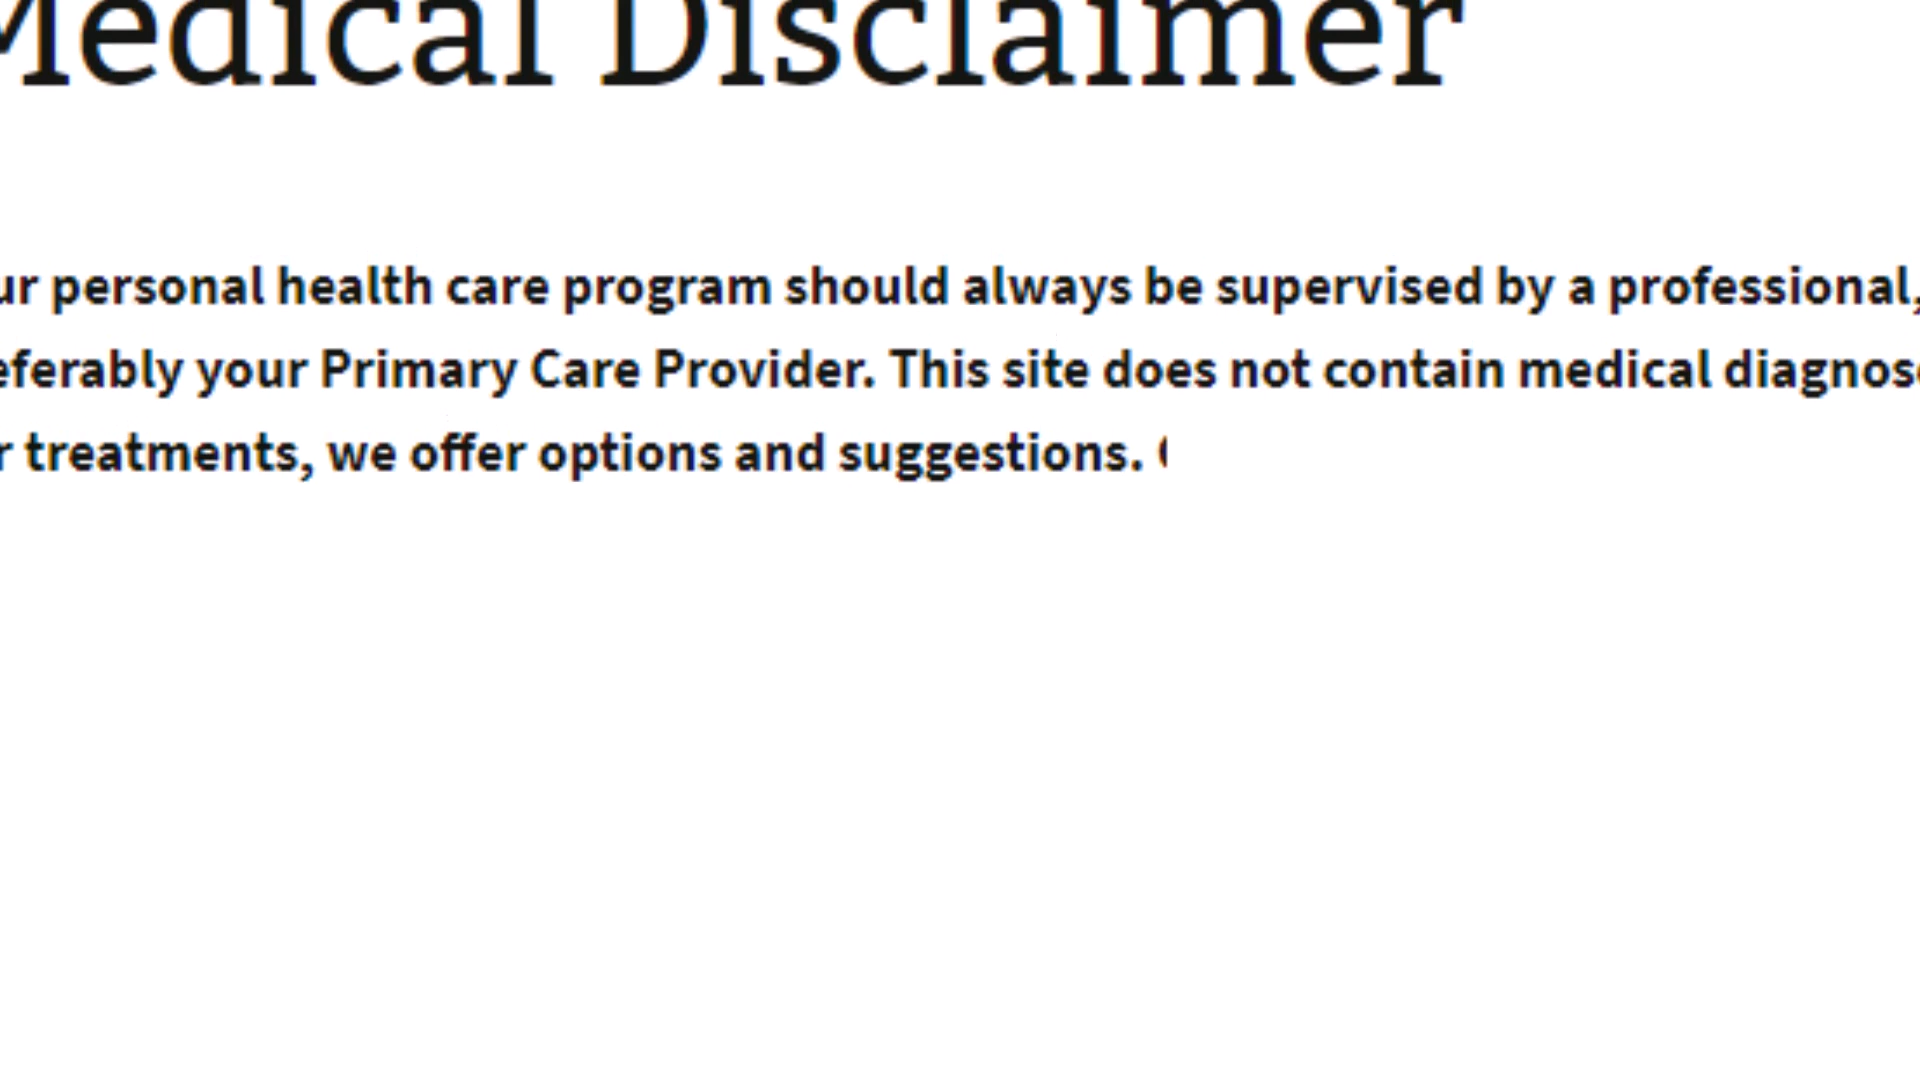 Medical Disclaimer
ur personal health care program should always be supervised by a professional,
eferably your Primary Care Provider. This site does not contain medical diagnose
r treatments, we offer options and suggestions.